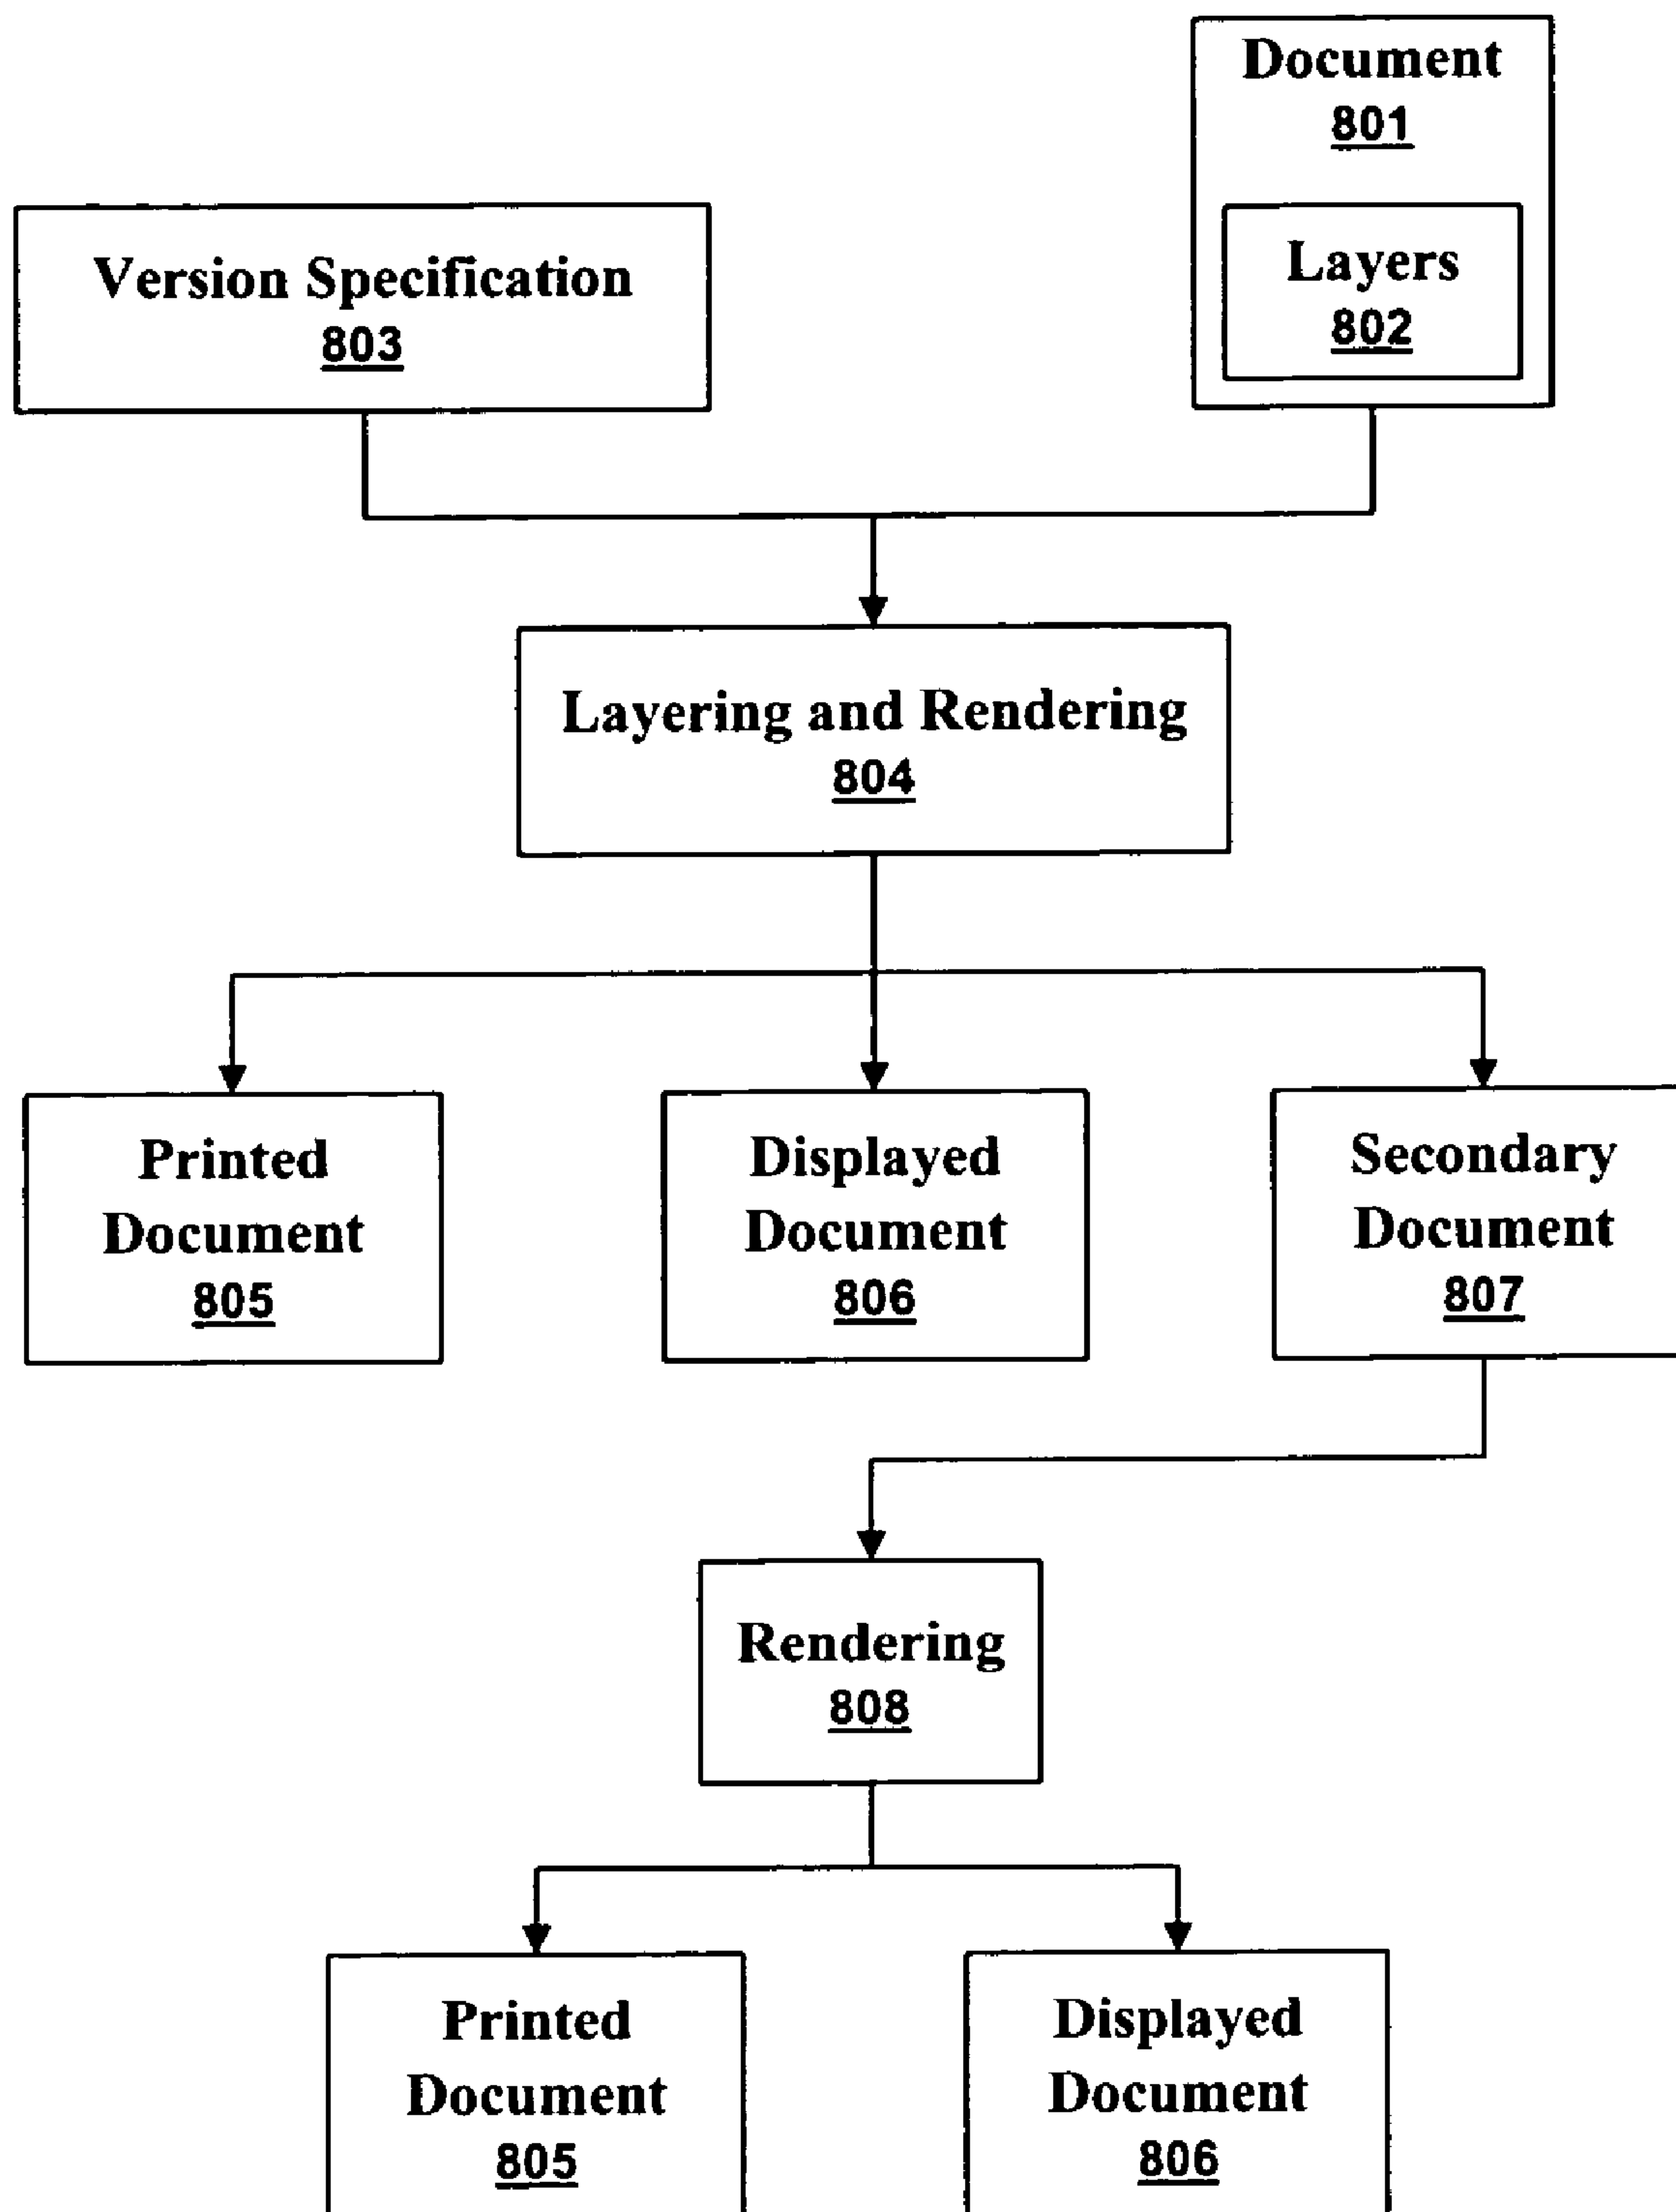 Document
801
Layers
802
Version Specification
803
Layering and Rendering
804
Printed
Document
805
Displayed
Document
806
Secondary
Document
807
Rendering
808
Printed
Document
805
Displayed
Document
806